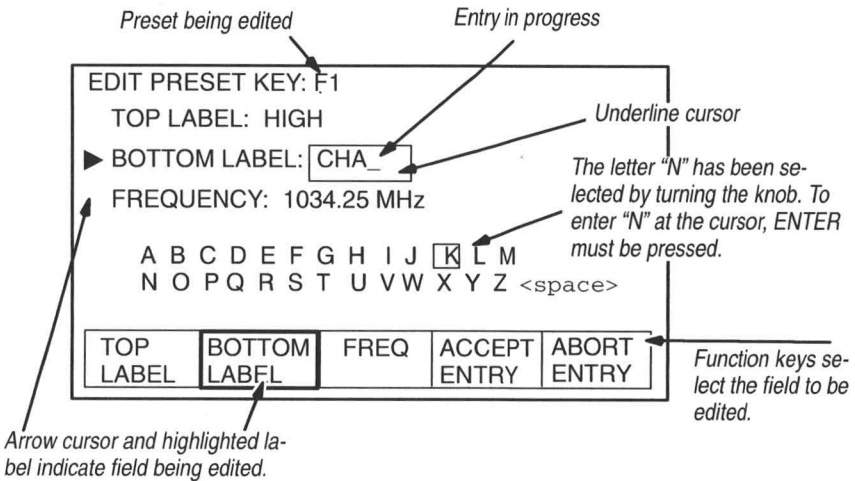 Preset being edited
Entry in progress
EDIT PRESET KEY: F1
TOP LABEL: HIGH
Underline cursor
BOTTOM LABEL: CHA_
FREQUENCY: 1034.25 MHz
The letter “N” has been se-
lected by turning the knob. To
enter “N” at the cursor, ENTER
must be pressed.
A B C D E F G H I J K L M
N O P Q R S T U V W X Y Z <space>
TOP
LABEL
BOTTOM
LABEL
FREQ
ACCEPT
ENTRY
ABORT
ENTRY
Function keys se-
lect the field to be
edited.
Arrow cursor and highlighted la-
bel indicate field being edited.